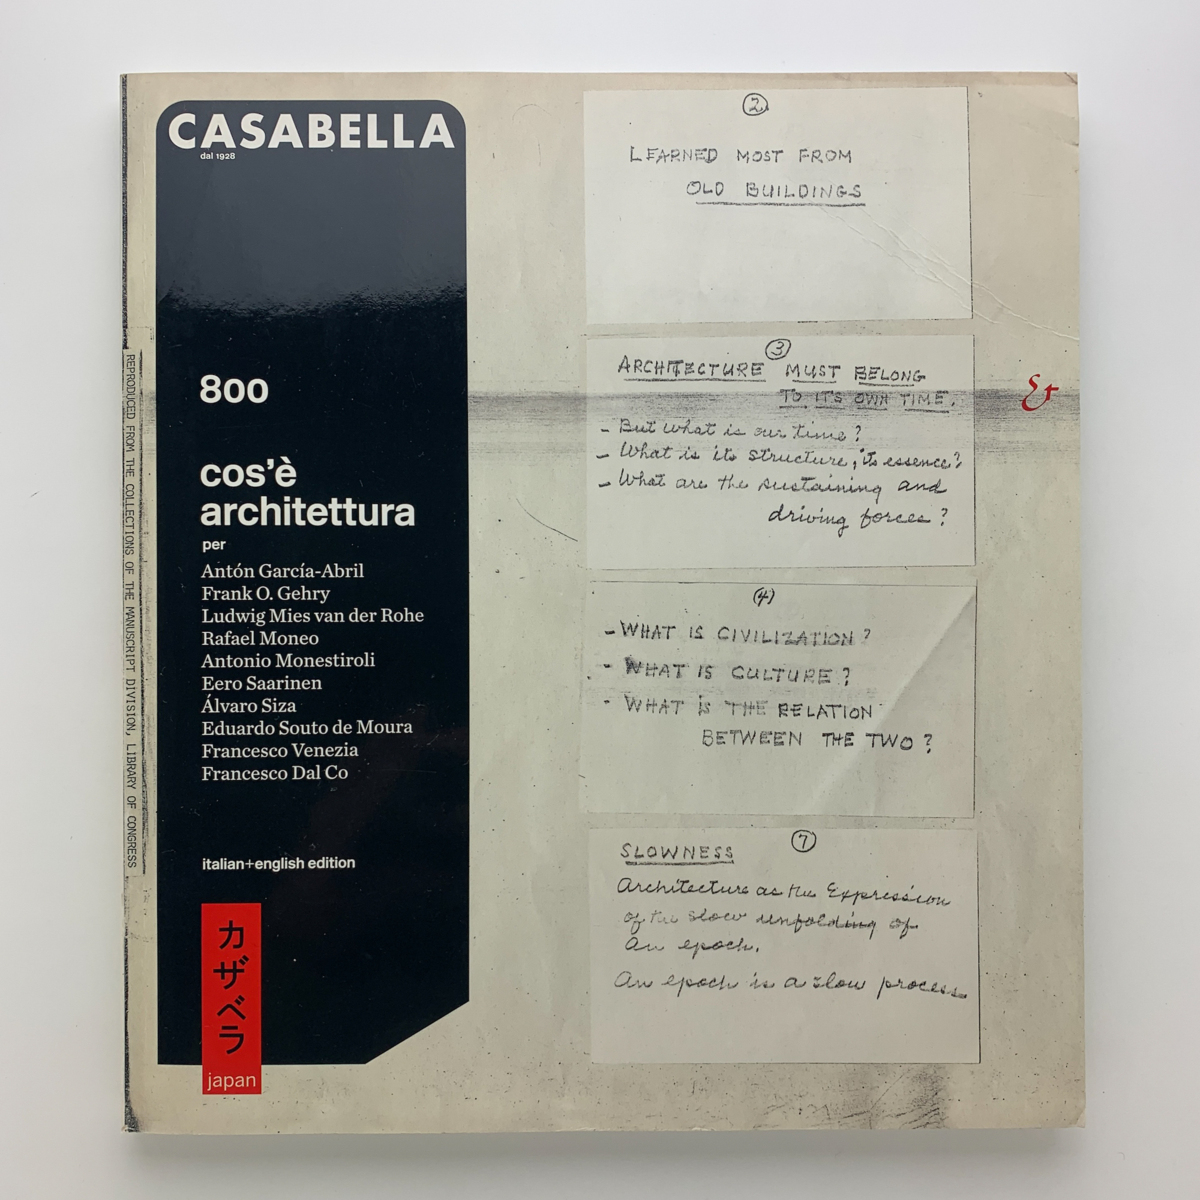 CASABELLA
dal 1928
800
cos'è
architettura
per
Antón García-Abril
Frank O. Gehry
Ludwig Mies van der Rohe
Rafael Moneo
Antonio Monestiroli
Eero Saarinen
Álvaro Siza
Eduardo Souto de Moura
Francesco Venezia
Francesco Dal Co
italian+english edition
カザベラ
japan
REPRODUCED FROM THE COLLECTIONS OF THE MANUSCRIPT DIVISION, LIBRARY OF CONGRESS
2
LEARNED MOST FROM
OLD BUILDINGS
3
ARCHITECTURE MUST BELONG
TO IT'S OWN TIME.
- But what is our time?
- What is its structure, its essence?
- What are the sustaining and
driving forces?
(4)
- WHAT IS CIVILIZATION?
- WHAT IS CULTURE?
- WHAT IS THE RELATION
BETWEEN THE TWO?
7
SLOWNESS
Architecture as the Expression
of the slow unfolding of
An epoch.
An epoch is a slow process